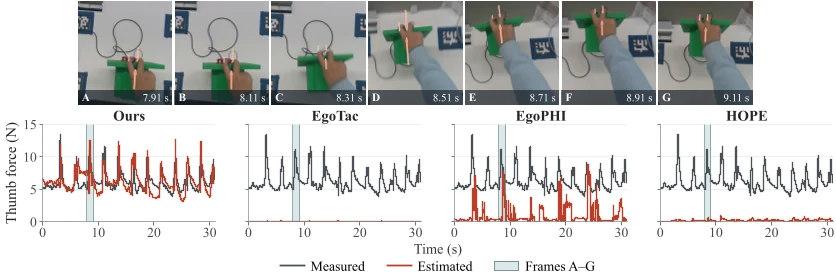 A 7.91 s B 8.11 s C 8.31 s D 8.51 s E 8.71 s F 8.91 s G 9.11 s
Ours EgoTac EgoPHI HOPE
Thumb force (N)
15
10
5
0
0 10 20 30 0 10 20 30 0 10 20 30 0 10 20 30
Time (s)
Measured Estimated Frames A–G